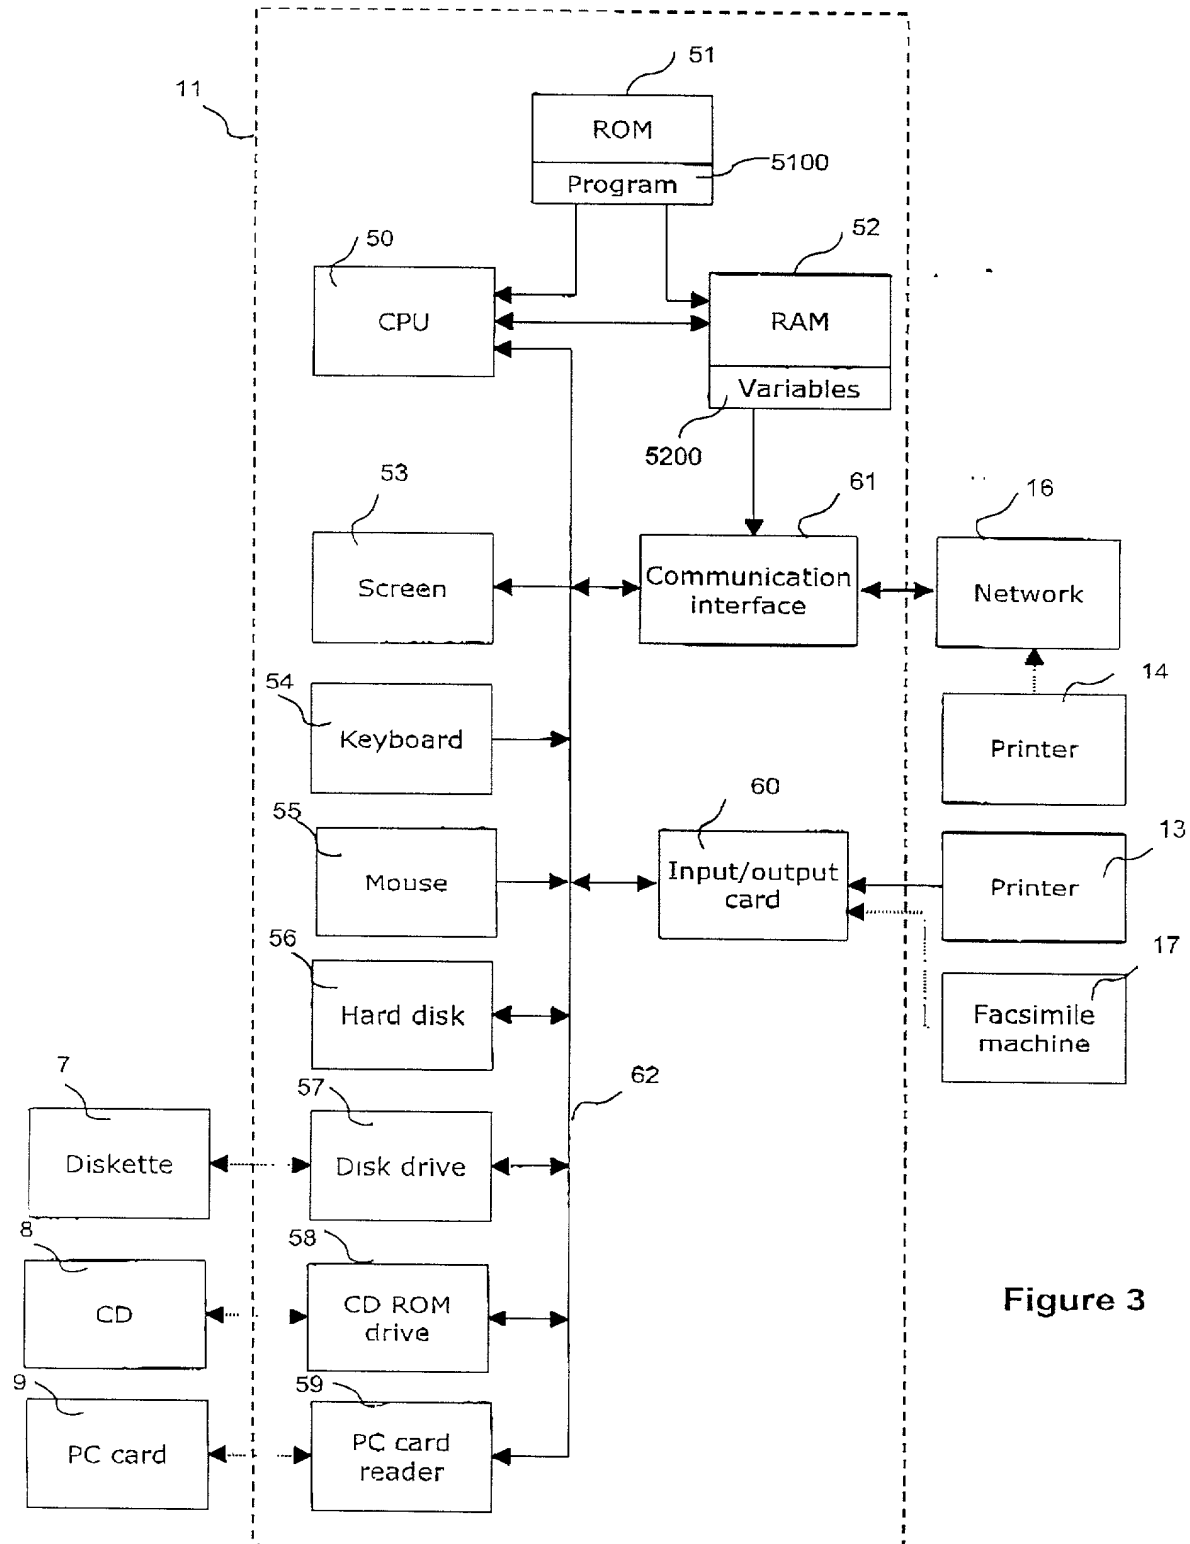 51
11
ROM
5100
Program
50
52
CPU
RAM
Variables
5200
53
61
16
Communication
interface
Screen
Network
54
14
Keyboard
Printer
60
55
13
Input/output
card
Mouse
Printer
56
17
Hard disk
Facsimile
machine
7
57
62
Diskette
Disk drive
8
58
CD
CD ROM
drive
Figure 3
9
59
PC card
PC card
reader